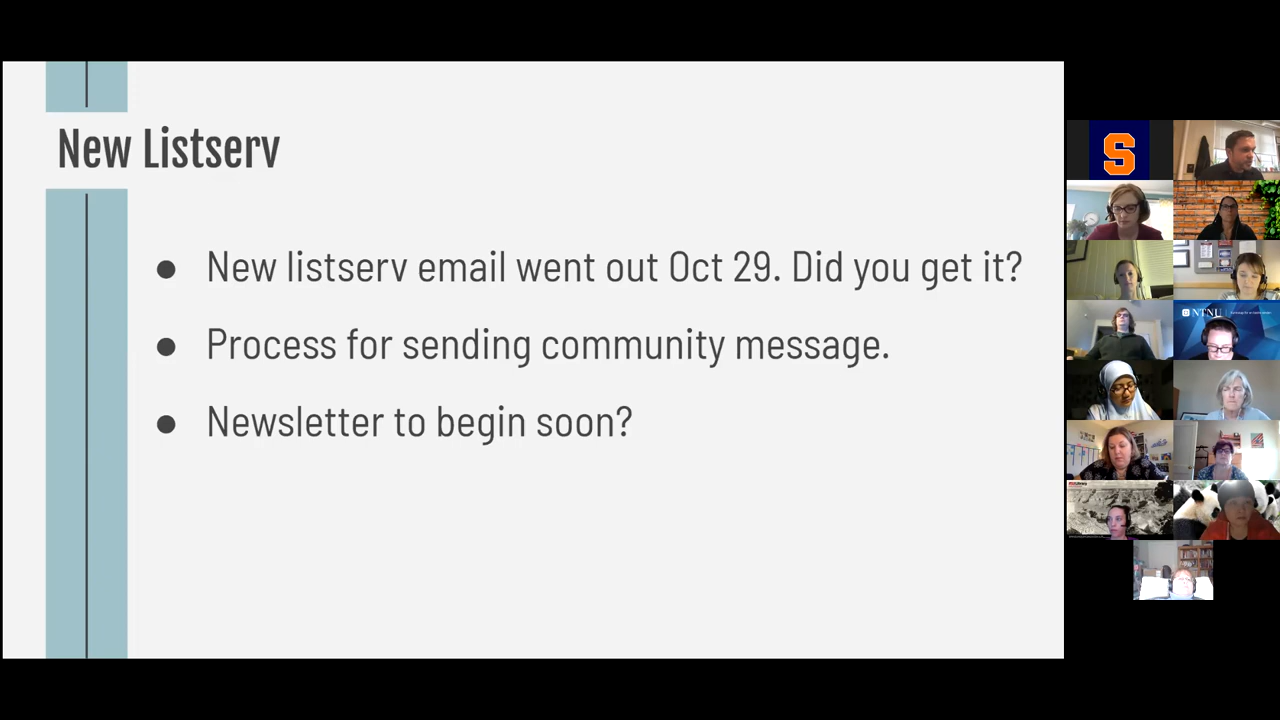 New Listserv
● New listserv email went out Oct 29. Did you get it?
● Process for sending community message.
● Newsletter to begin soon?
S
NTNU